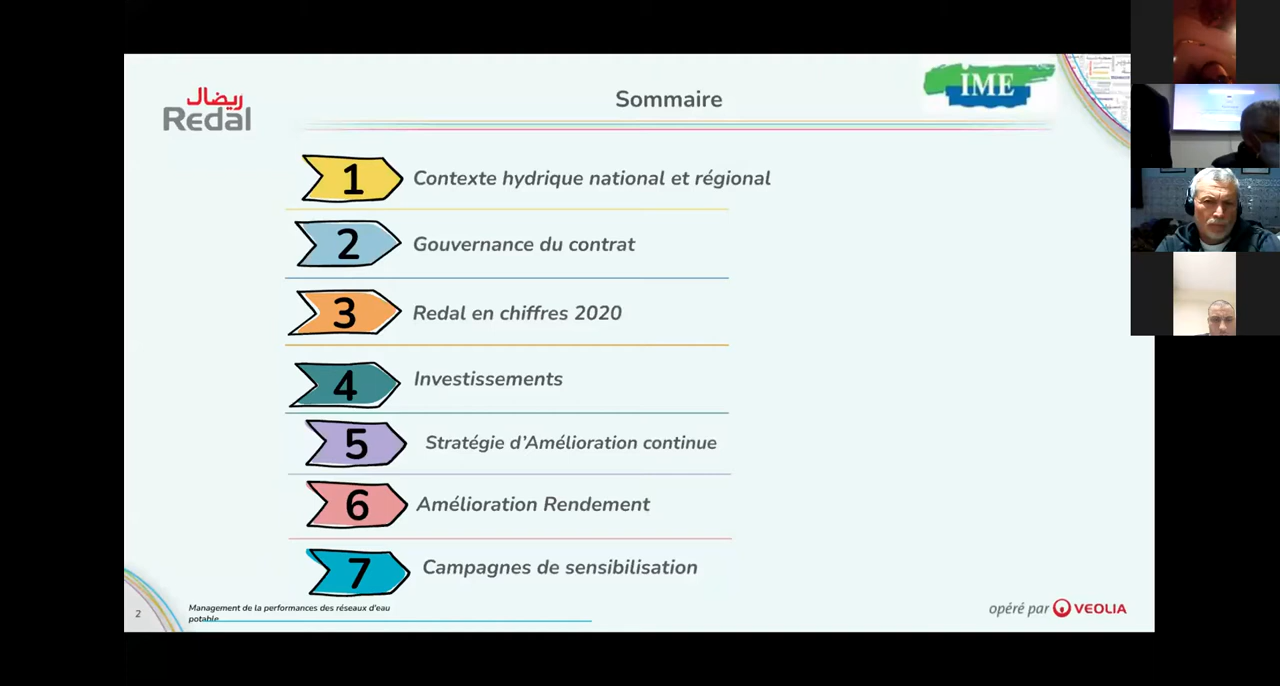 ريضال
Redal
Sommaire
iME
1 Contexte hydrique national et régional
2 Gouvernance du contrat
3 Redal en chiffres 2020
4 Investissements
5 Stratégie d’Amélioration continue
6 Amélioration Rendement
7 Campagnes de sensibilisation
2
Management de la performances des réseaux d'eau
potable
opéré par VEOLIA